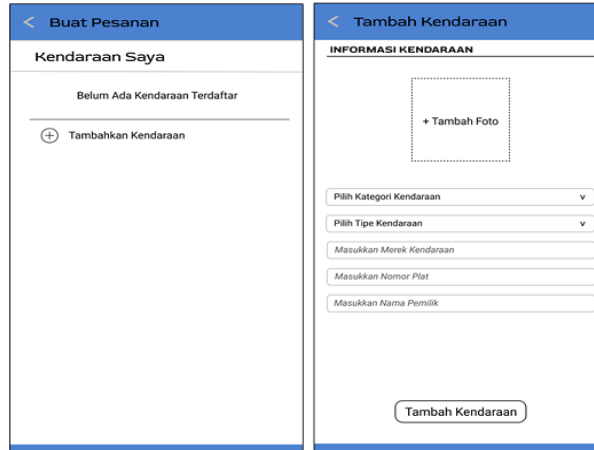 < Buat Pesanan
Kendaraan Saya
Belum Ada Kendaraan Terdaftar
+ Tambahkan Kendaraan
< Tambah Kendaraan
INFORMASI KENDARAAN
+ Tambah Foto
Pilih Kategori Kendaraan v
Pilih Tipe Kendaraan v
Masukkan Merek Kendaraan
Masukkan Nomor Plat
Masukkan Nama Pemilik
Tambah Kendaraan